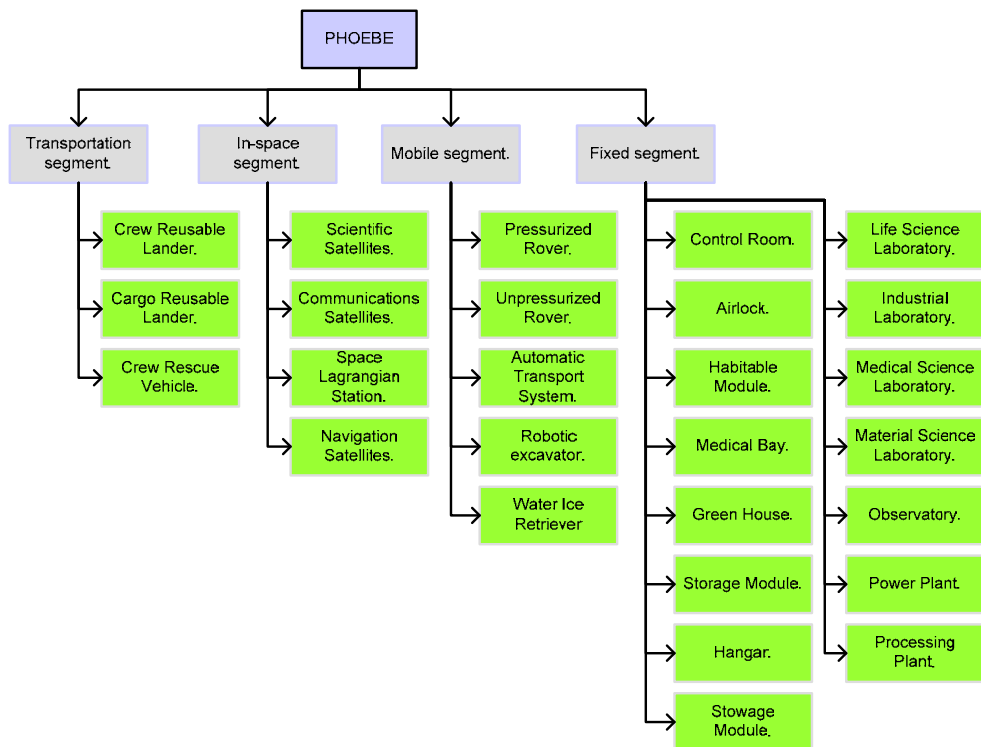 PHOEBE
Transportation
segment.
In-space
segment.
Mobile segment.
Fixed segment.
Crew Reusable
Lander.
Cargo Reusable
Lander.
Crew Rescue
Vehicle.
Scientific
Satellites.
Communications
Satellites.
Space
Lagrangian
Station.
Navigation
Satellites.
Pressurized
Rover.
Unpressurized
Rover.
Automatic
Transport
System.
Robotic
excavator.
Water Ice
Retriever
Control Room.
Airlock.
Habitable
Module.
Medical Bay.
Green House.
Storage Module.
Hangar.
Stowage
Module.
Life Science
Laboratory.
Industrial
Laboratory.
Medical Science
Laboratory.
Material Science
Laboratory.
Observatory.
Power Plant.
Processing
Plant.